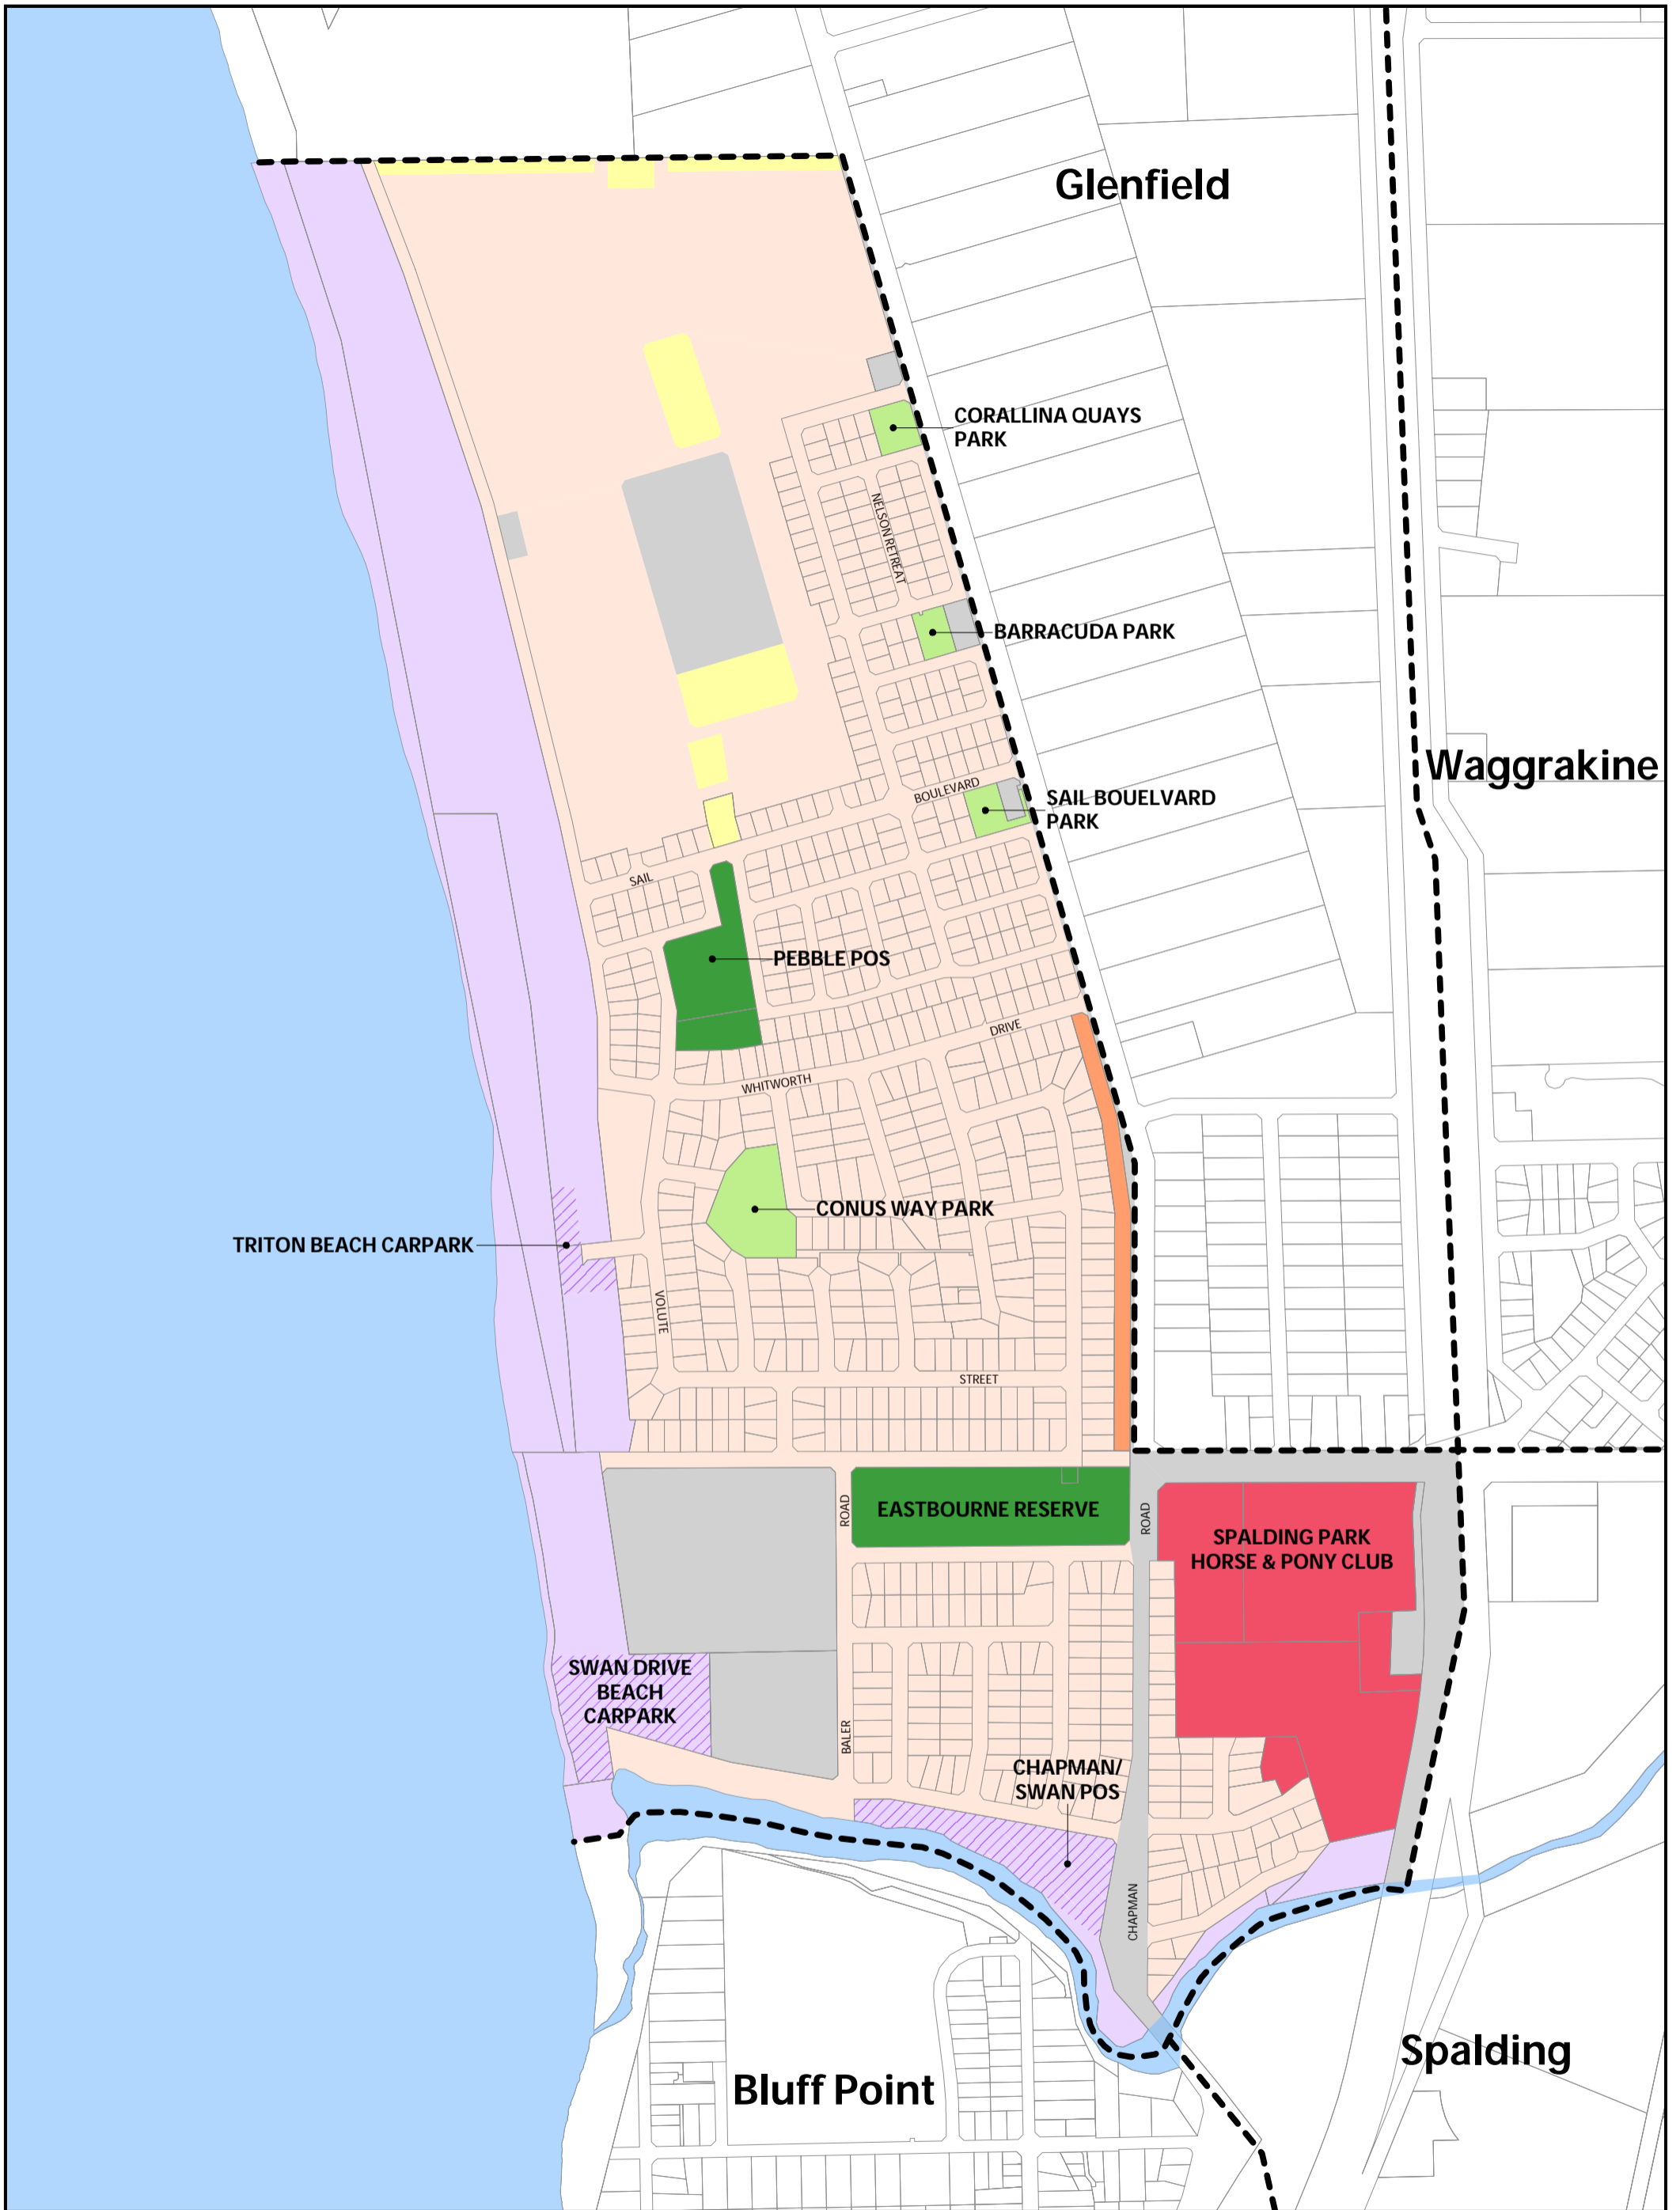 Glenfield
CORALLINA QUAYS
PARK
NELSON RETREAT
BARRACUDA PARK
Waggrakine
BOULEVARD
SAIL BOUELVARD
PARK
SAIL
PEBBLE POS
DRIVE
WHITWORTH
CONUS WAY PARK
TRITON BEACH CARPARK
VOLUTE
STREET
ROAD
EASTBOURNE RESERVE
ROAD
SPALDING PARK
HORSE & PONY CLUB
SWAN DRIVE
BEACH
CARPARK
BALER
CHAPMAN/
SWAN POS
CHAPMAN
Spalding
Bluff Point